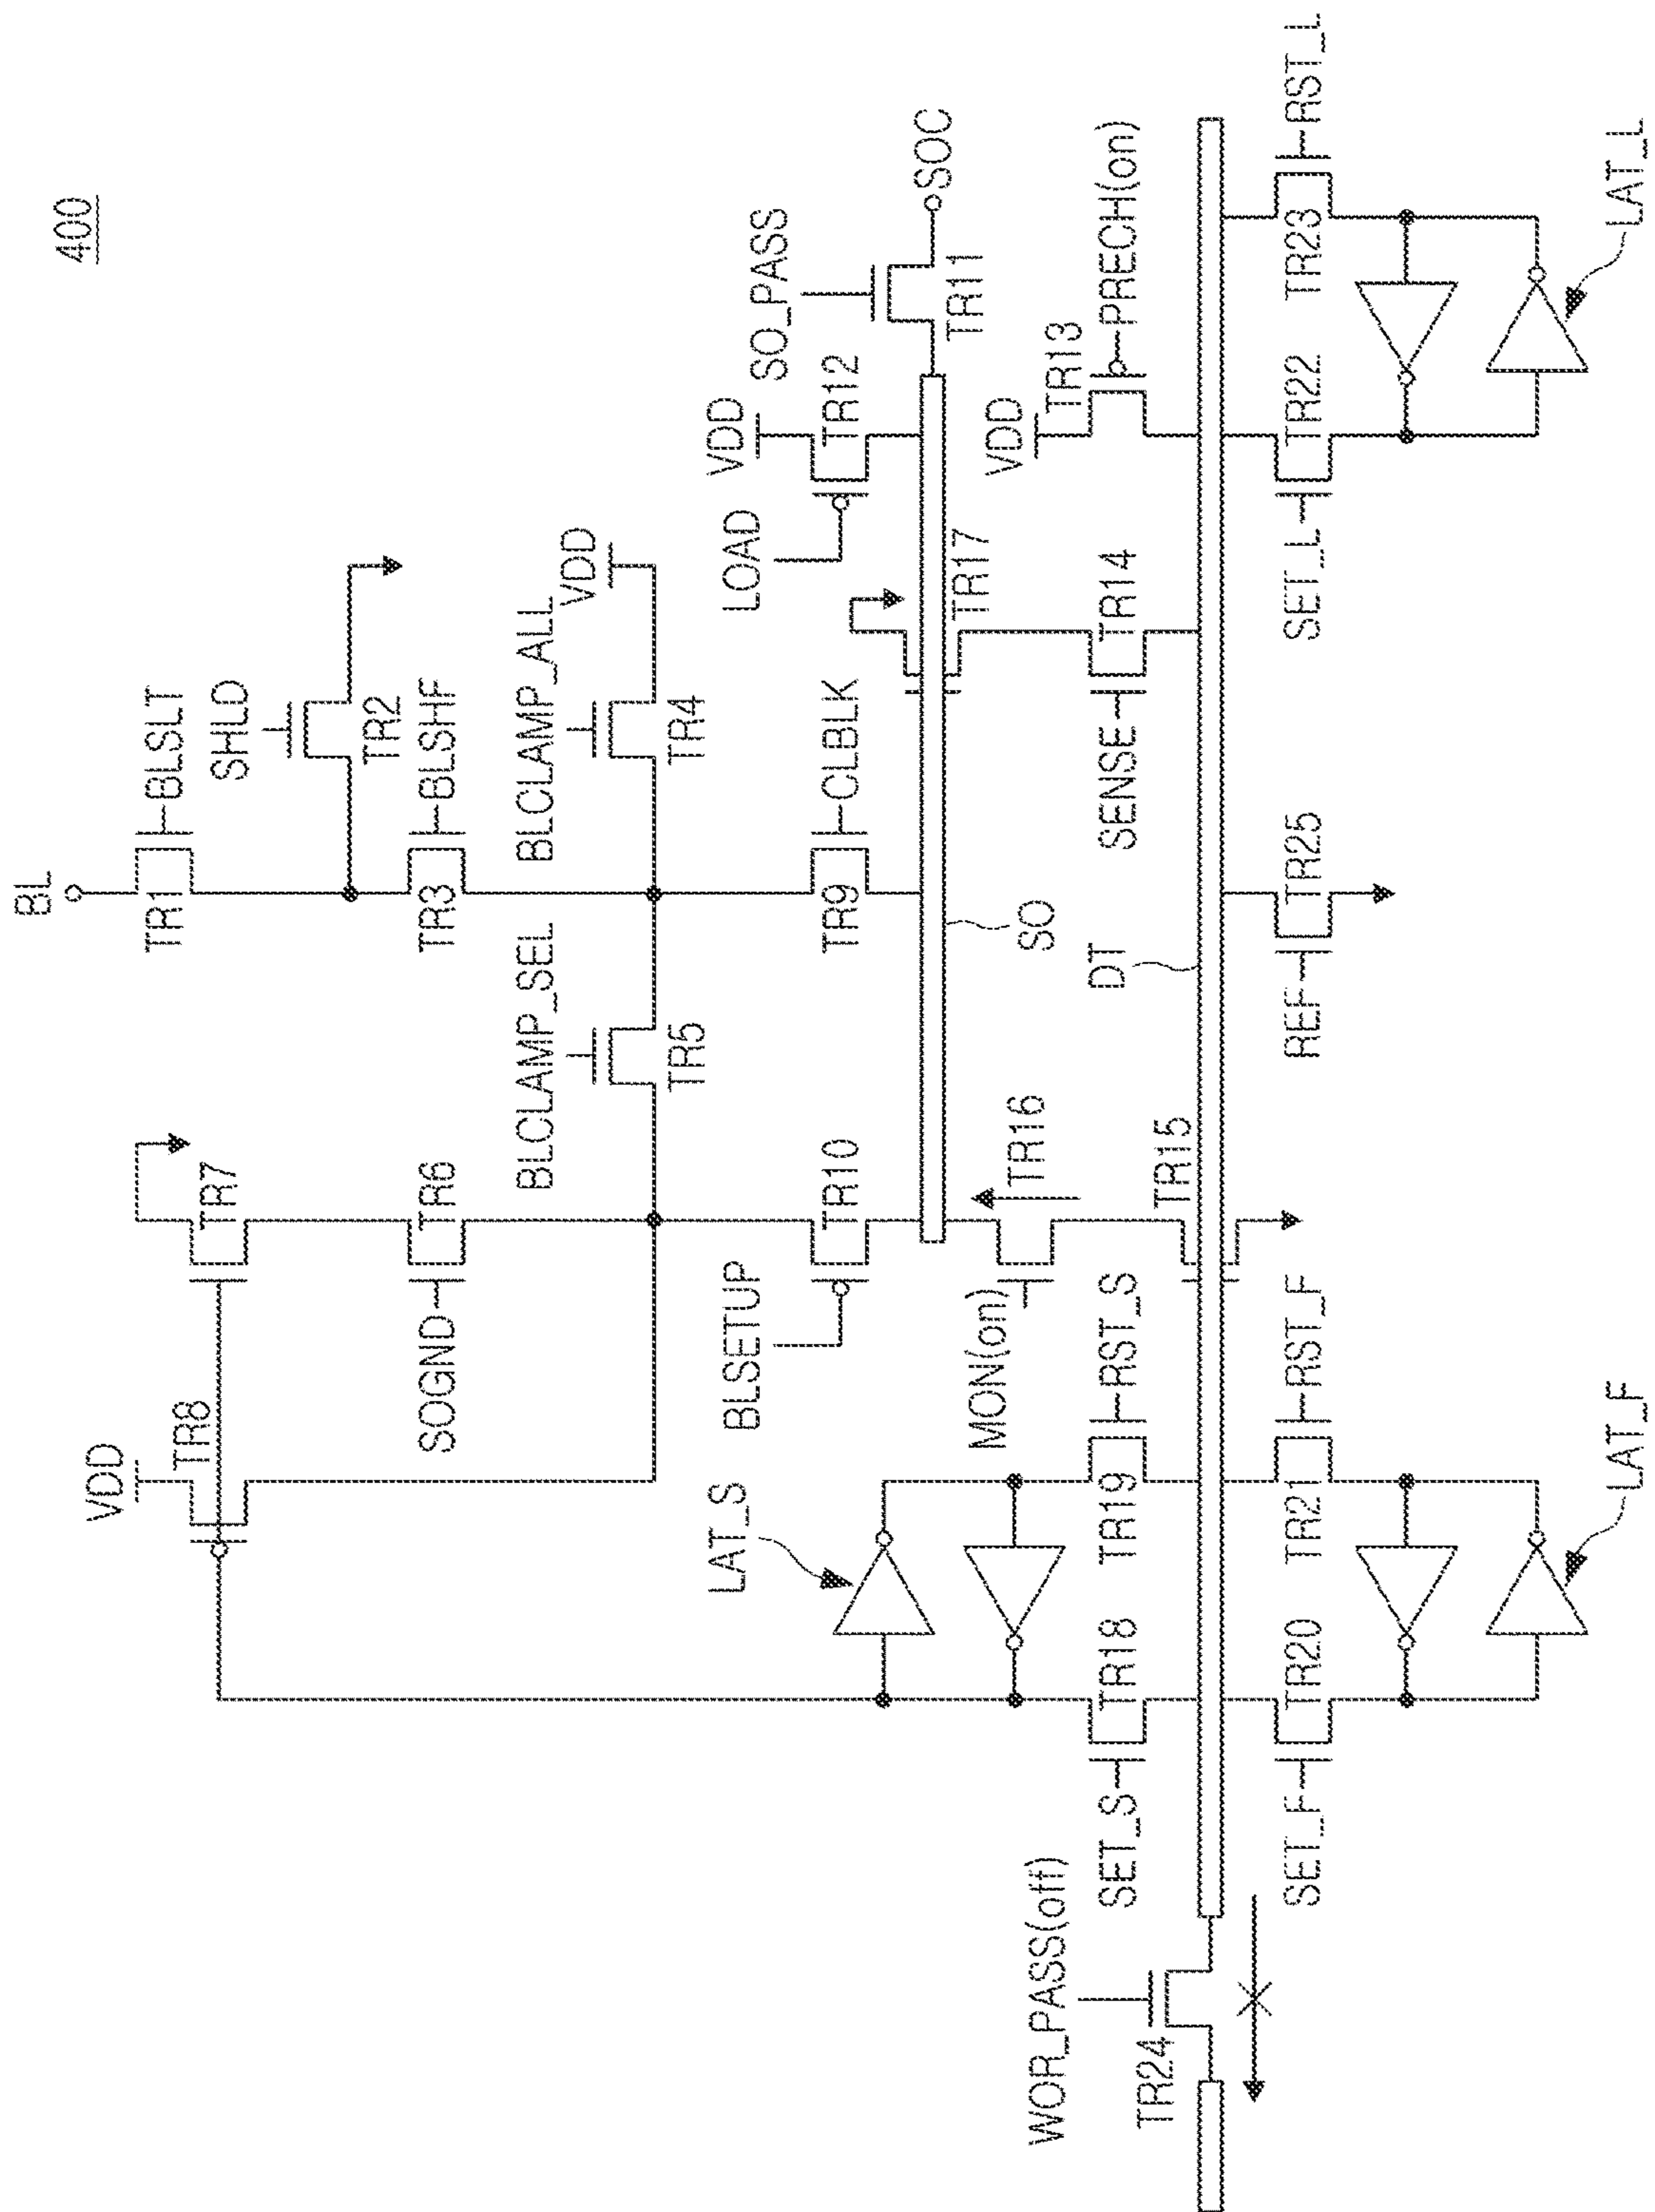 400
BL
BLSLT
TR1
SHLD
TR2
TR3
BLSHF
VDD
TR8
TR7
SOGND
TR6
BLCLAMP_SEL
TR5
BLCLAMP_ALL
TR4
VDD
BLSETUP
TR10
TR9
CLBLK
LOAD
VDD
TR12
SO_PASS
TR11
SOC
LAT_S
MON(on)
TR16
SO
TR17
VDD
TR13
PRECH(on)
WOR_PASS(off)
TR24
SET_S
TR18
TR19
RST_S
TR15
DT
SENSE
TR14
SET_F
TR20
TR21
RST_F
REF
TR25
SET_L
TR22
TR23
RST_L
LAT_F
LAT_L